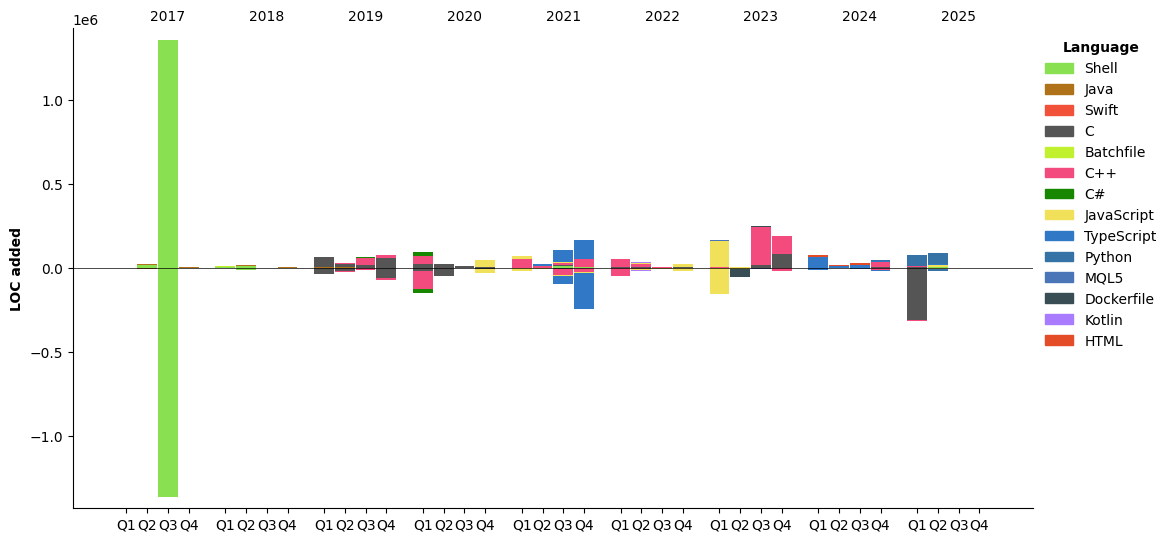 1e6
2017 2018 2019 2020 2021 2022 2023 2024 2025
LOC added
1.0
0.5
0.0
−0.5
−1.0
Q1 Q2 Q3 Q4 Q1 Q2 Q3 Q4 Q1 Q2 Q3 Q4 Q1 Q2 Q3 Q4 Q1 Q2 Q3 Q4 Q1 Q2 Q3 Q4 Q1 Q2 Q3 Q4 Q1 Q2 Q3 Q4 Q1 Q2 Q3 Q4
Language
Shell
Java
Swift
C
Batchfile
C++
C#
JavaScript
TypeScript
Python
MQL5
Dockerfile
Kotlin
HTML